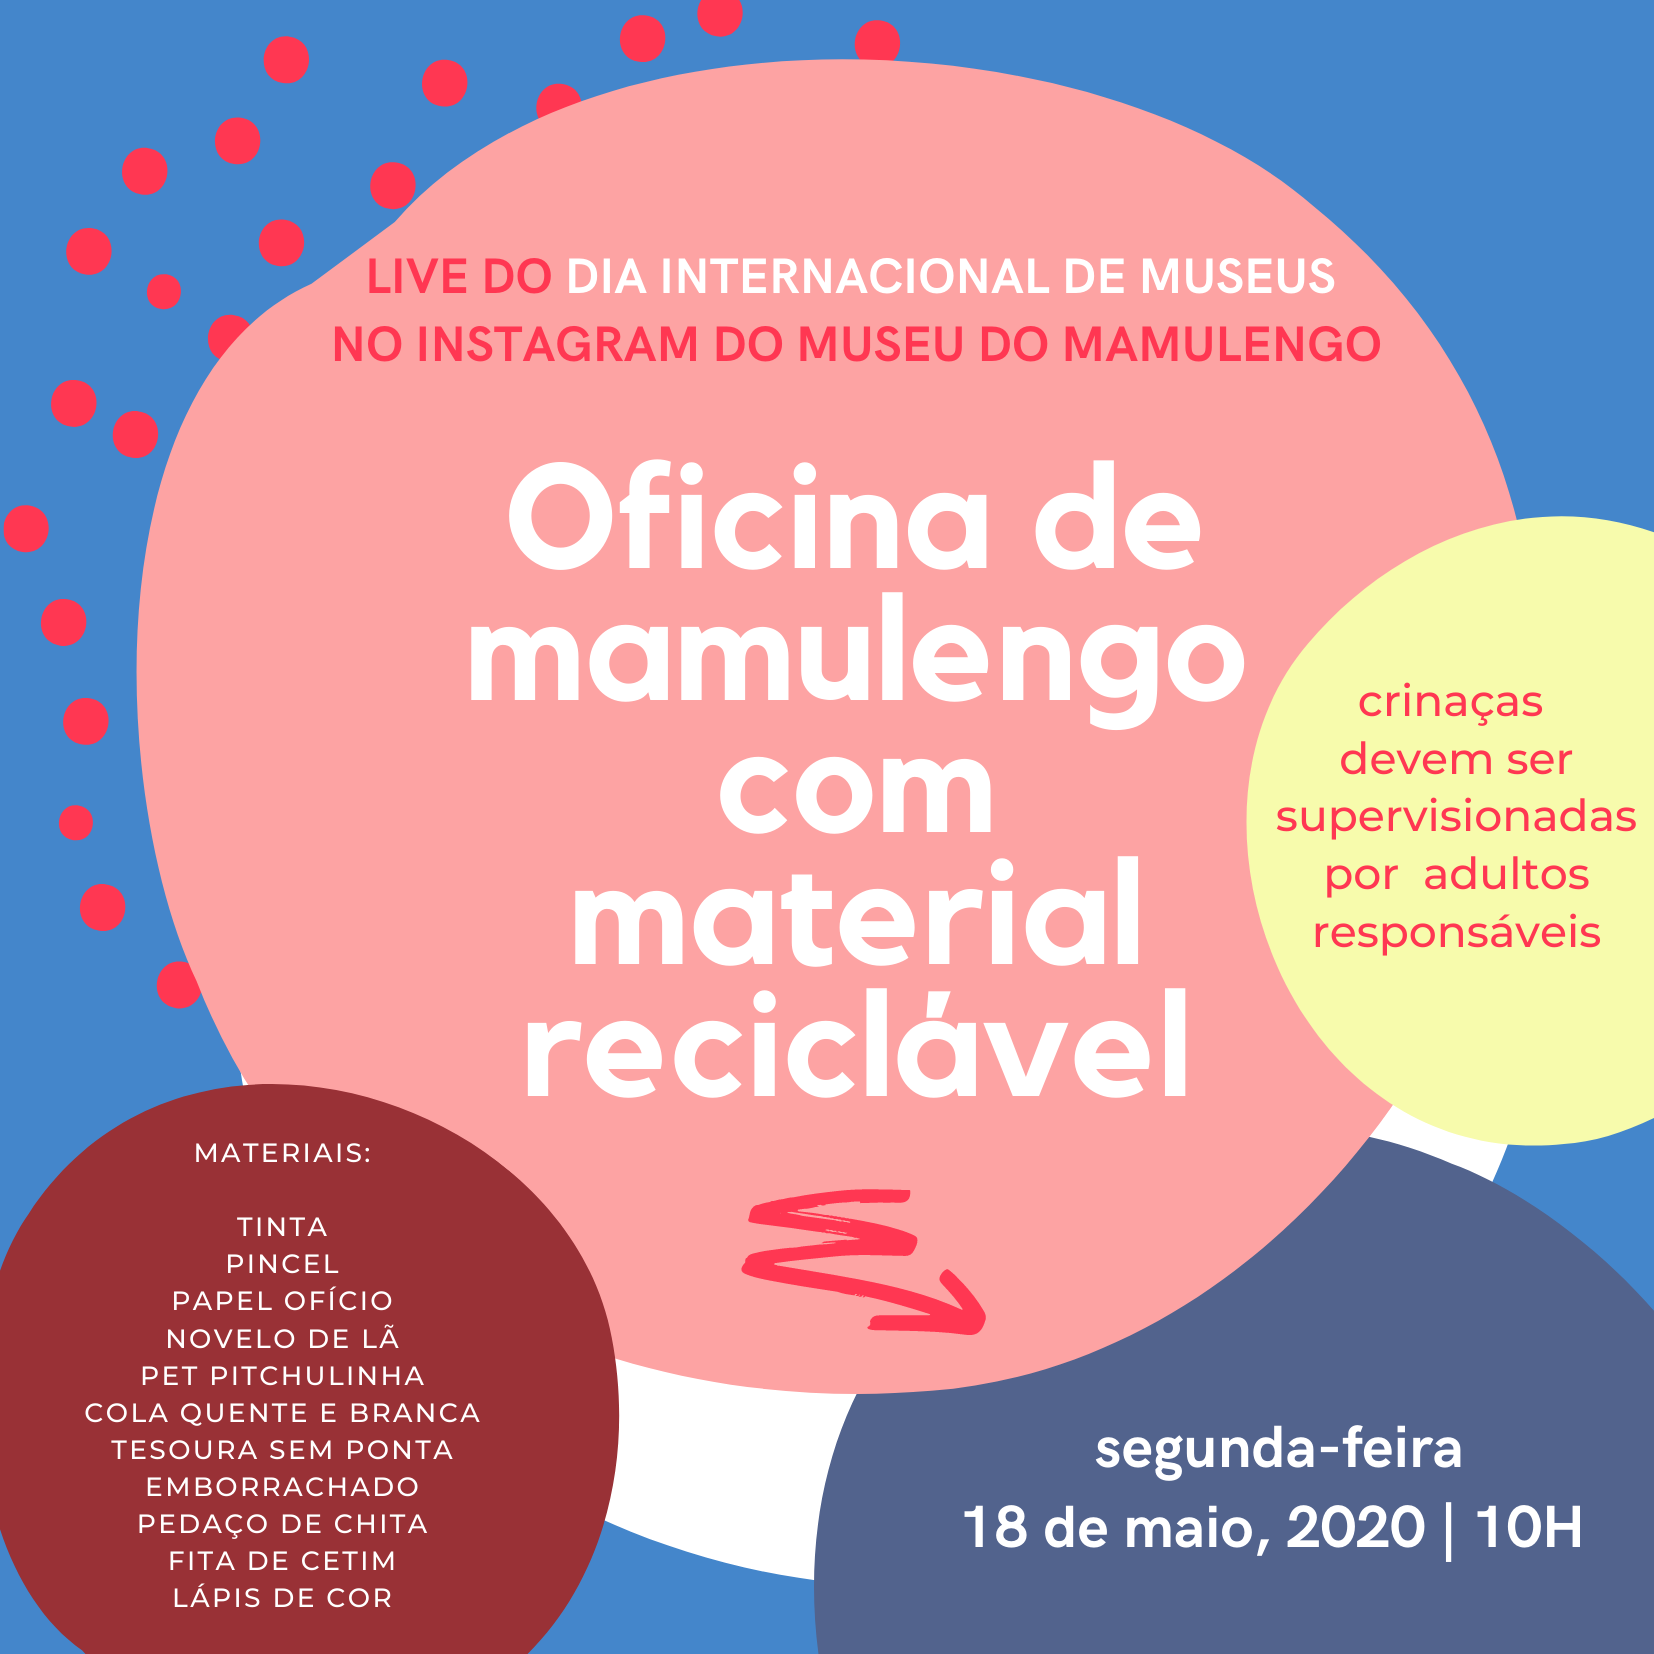 LIVE DO DIA INTERNACIONAL DE MUSEUS
NO INSTAGRAM DO MUSEU DO MAMULENGO
Oficina de
mamulengo
com
material
reciclável
crinaças
devem ser
supervisionadas
por adultos
responsáveis
MATERIAIS:
TINTA
PINCEL
PAPEL OFÍCIO
NOVELO DE LÃ
PET PITCHULINHA
COLA QUENTE E BRANCA
TESOURA SEM PONTA
EMBORRACHADO
PEDAÇO DE CHITA
FITA DE CETIM
LÁPIS DE COR
segunda-feira
18 de maio, 2020 | 10H